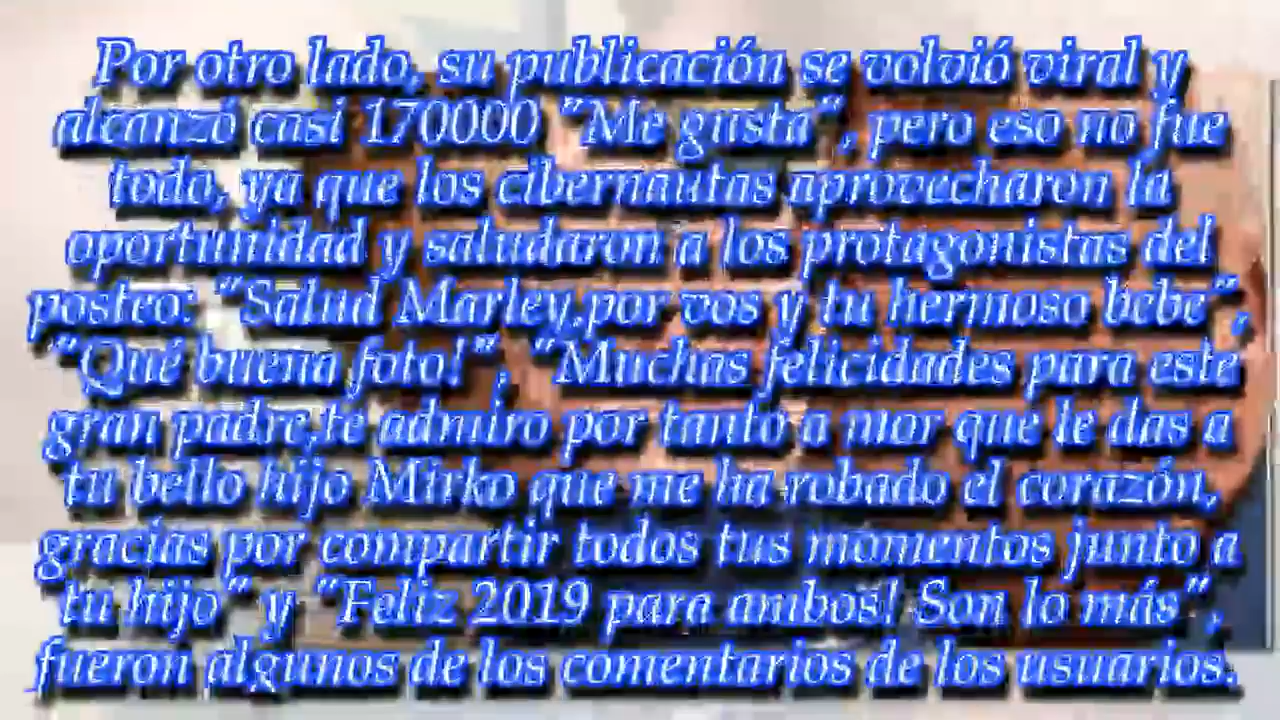 Por otro lado, su publicación se volvió viral y
alcanzó casi 170000 "Me gusta", pero eso no fue
todo, ya que los cibernautas aprovecharon la
oportunidad y saludaron a los protagonistas del
posteo: "Salud Marley,por vos y tu hermoso bebe",
"Qué buena foto!", "Muchas felicidades para este
gran padre,te admiro por tanto a mor que le das a
tu bello hijo Mirko que me ha robado el corazón,
gracias por compartir todos tus momentos junto a
tu hijo" y "Feliz 2019 para ambos! Son lo más",
fueron algunos de los comentarios de los usuarios.